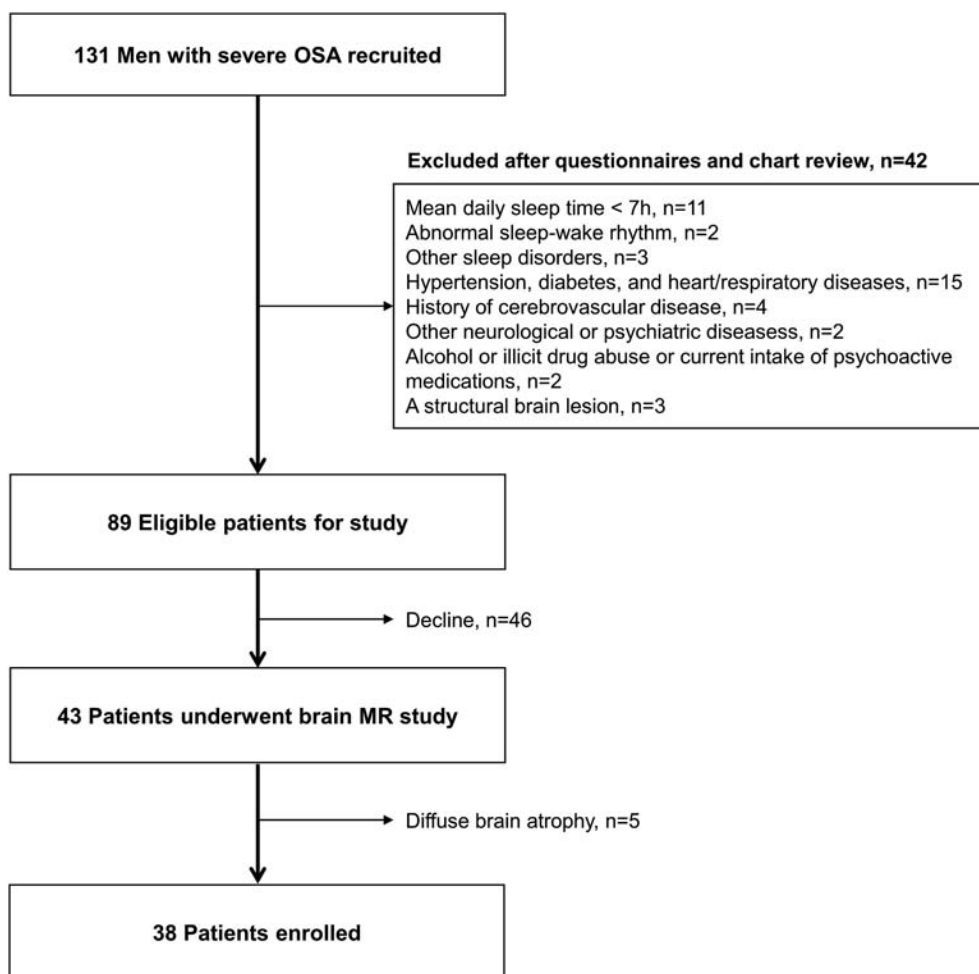 131 Men with severe OSA recruited
Excluded after questionnaires and chart review, n=42
Mean daily sleep time < 7h, n=11
Abnormal sleep-wake rhythm, n=2
Other sleep disorders, n=3
Hypertension, diabetes, and heart/respiratory diseases, n=15
History of cerebrovascular disease, n=4
Other neurological or psychiatric diseasess, n=2
Alcohol or illicit drug abuse or current intake of psychoactive
medications, n=2
A structural brain lesion, n=3
89 Eligible patients for study
Decline, n=46
43 Patients underwent brain MR study
Diffuse brain atrophy, n=5
38 Patients enrolled